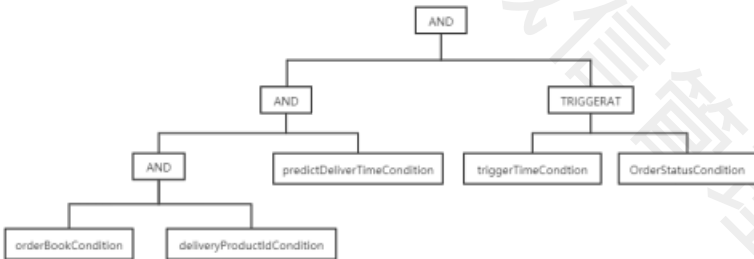 AND
AND
TRIGGERAT
AND
predictDeliverTimeCondition
triggerTimeCondtion
OrderStatusCondition
orderBookCondition
deliveryProductIdCondition